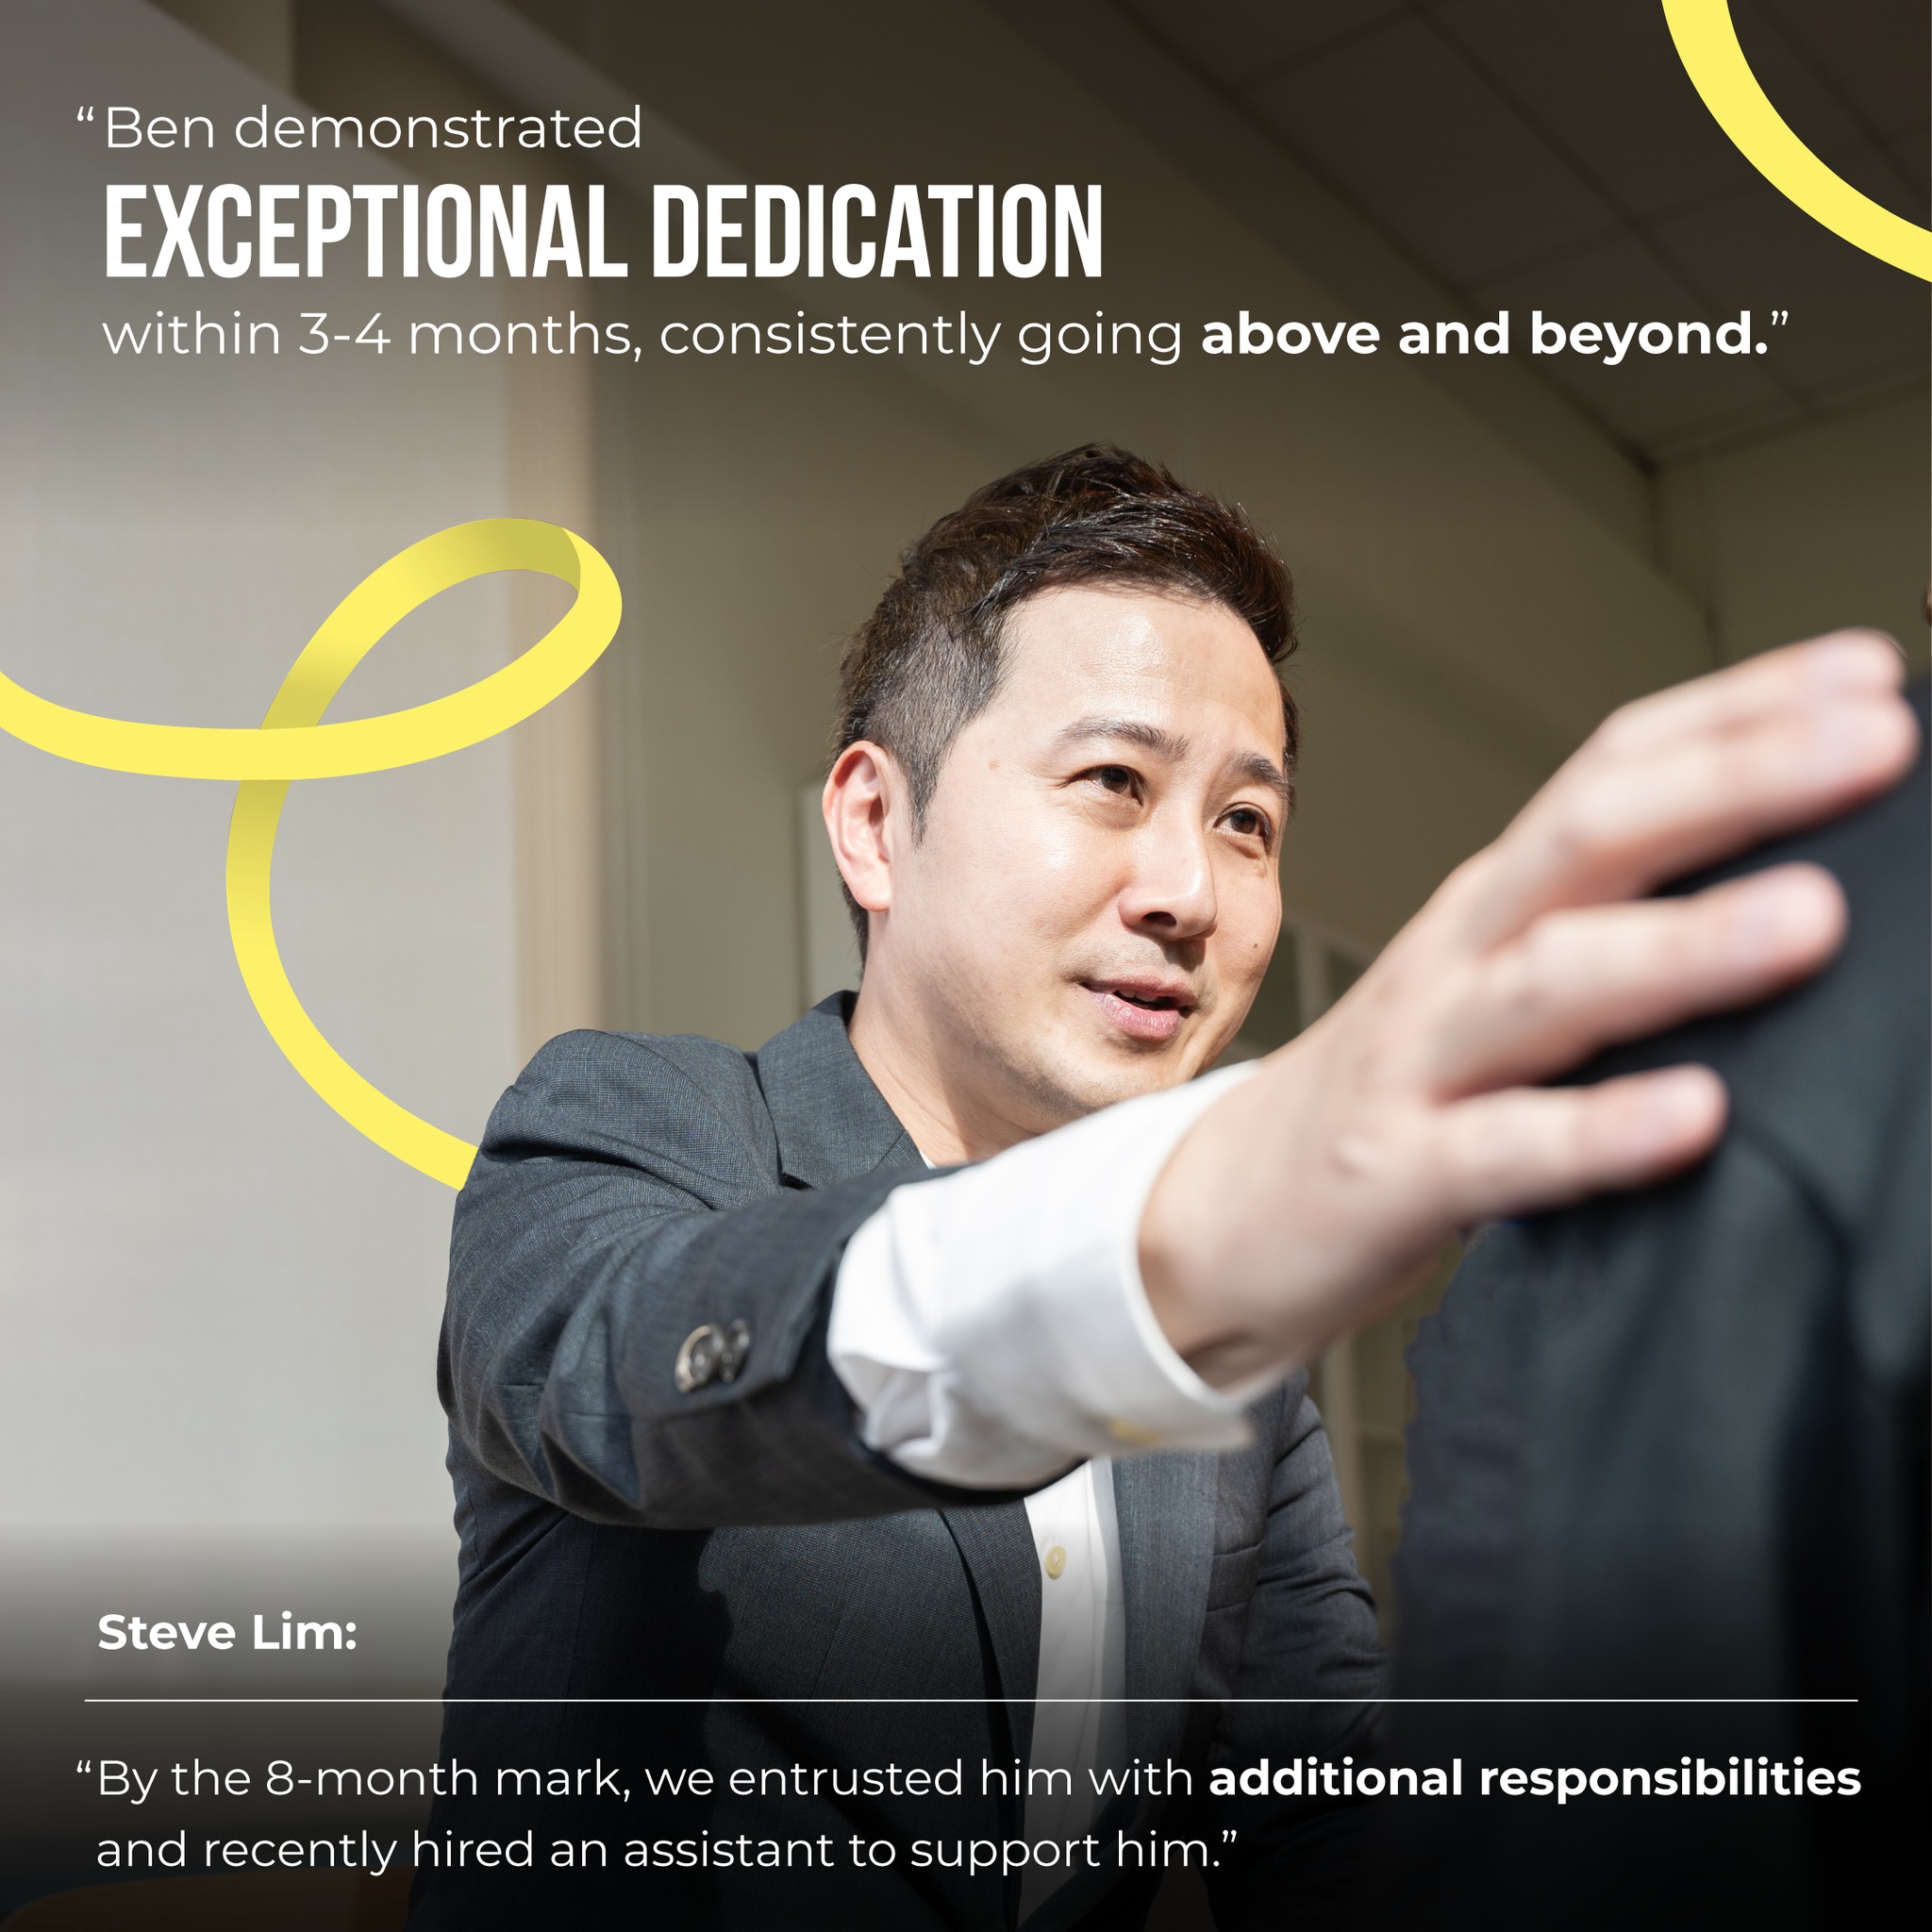 “Ben demonstrated
EXCEPTIONAL DEDICATION
within 3-4 months, consistently going above and beyond.”
Steve Lim:
“By the 8-month mark, we entrusted him with additional responsibilities
and recently hired an assistant to support him.”